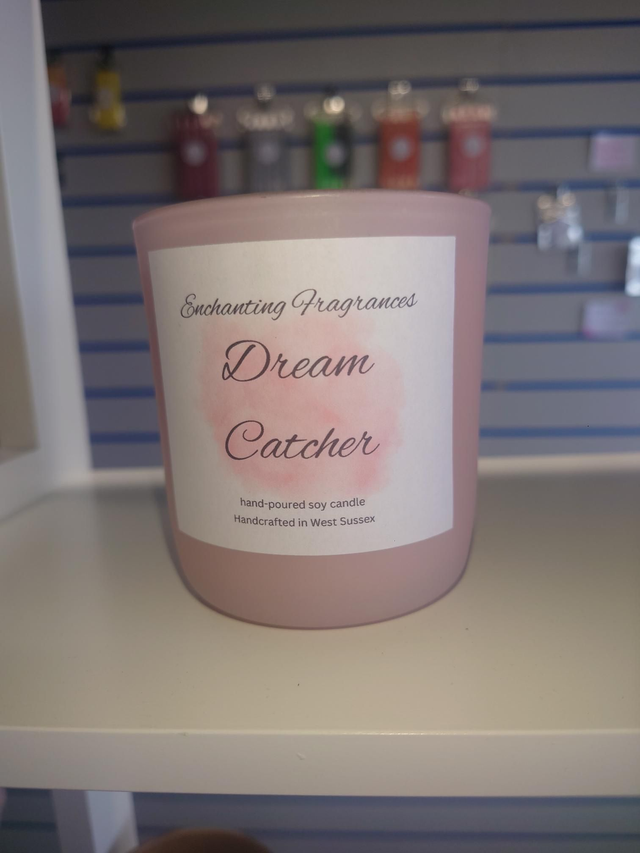 Enchanting Fragrances
Dream
Catcher
hand-poured soy candle
Handcrafted in West Sussex